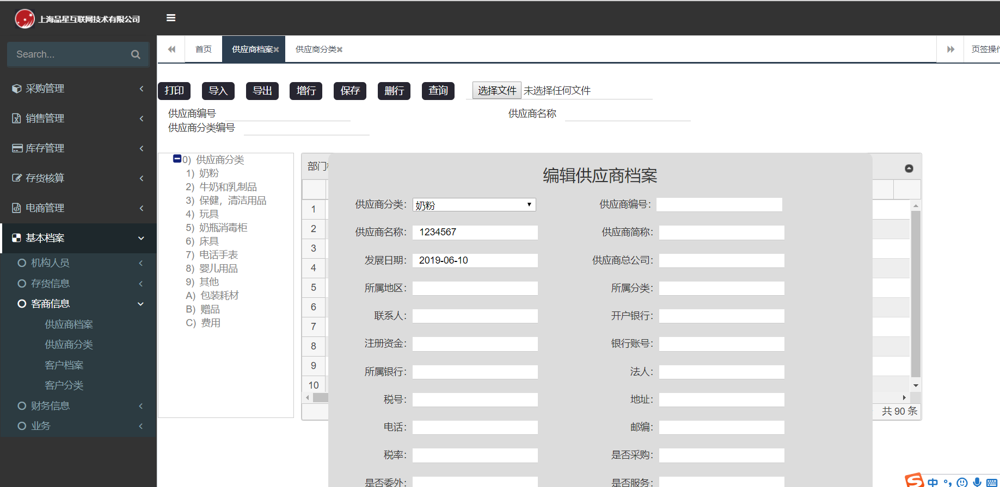 上海品星互联网技术有限公司
Search...
首页 供应商档案 供应商分类 页签操作
采购管理
销售管理
库存管理
存货核算
电商管理
基本档案
机构人员
存货信息
客商信息
供应商档案
供应商分类
客户档案
客户分类
财务信息
业务
打印 导入 导出 增行 保存 删行 查询 选择文件 未选择任何文件
供应商编号 供应商名称
供应商分类编号
0) 供应商分类
1) 奶粉
2) 牛奶和乳制品
3) 保健，清洁用品
4) 玩具
5) 奶瓶消毒柜
6) 床具
7) 电话手表
8) 婴儿用品
9) 其他
A) 包装耗材
B) 赠品
C) 费用
部门
1
2
3
4
5
6
7
8
9
10
共 90 条
编辑供应商档案
供应商分类： 奶粉 供应商编号：
供应商名称： 1234567 供应商简称：
发展日期： 2019-06-10 供应商总公司：
所属地区： 所属分类：
联系人： 开户银行：
注册资金： 银行账号：
所属银行： 法人：
税号： 地址：
电话： 邮编：
税率： 是否采购：
是否委外： 是否服务：
中